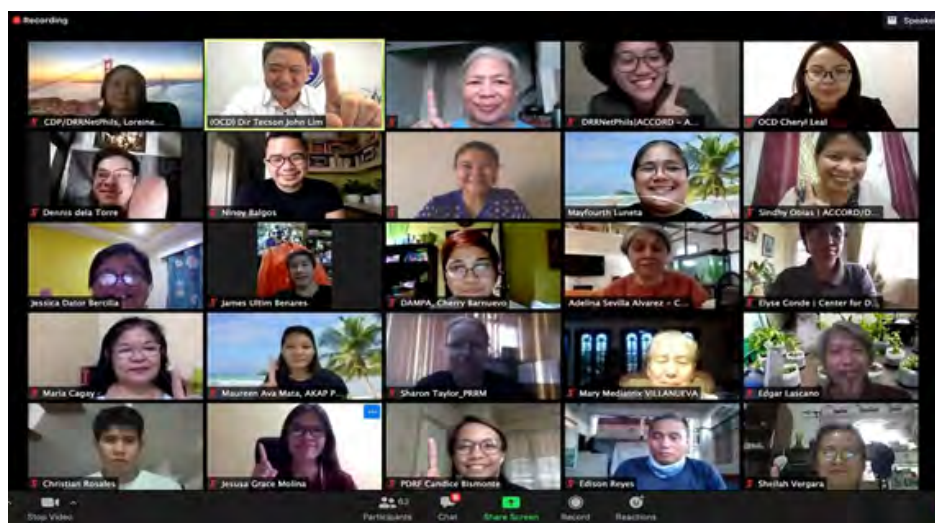 Recording
Speaker
CDP/DRRNetPhils, Loreine...
(OCD) Dir Tecson John Lim
DRRNetPhils|ACCORD - A...
OCD Cheryl Leal
Dennis dela Torre
Ninoy Balgos
Mayfourth Luneta
Sindhy Obias | ACCORD/D...
Jessica Dator Bercilla
James Ultim Benares
DAMPA, Cherry Barnuevo
Adelina Sevilla Alvarez - C...
Elyse Conde | Center for D...
Maria Cagay
Maureen Ava Mata, AKAP P...
Sharon Taylor_PRRM
Mary Mediatrix VILLANUEVA
Edgar Lascano
Christian Rosales
Jesusa Grace Molina
PDRF Candice Bismonte
Edison Reyes
Sheilah Vergara
Stop Video
Participants
63
Chat
Share Screen
Record
Reactions